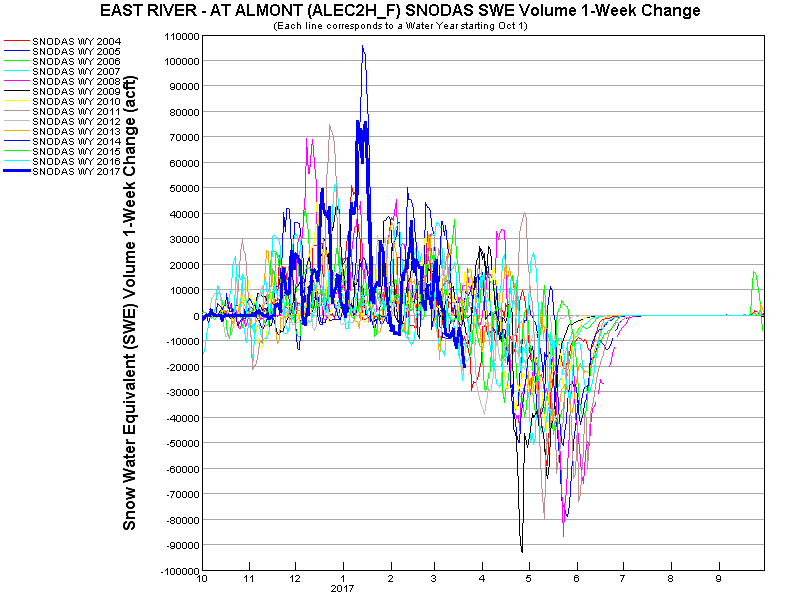 EAST RIVER - AT ALMONT (ALEC2H_F) SNODAS SWE Volume 1-Week Change
(Each line corresponds to a Water Year starting Oct 1)
SNODAS WY 2004
SNODAS WY 2005
SNODAS WY 2006
SNODAS WY 2007
SNODAS WY 2008
SNODAS WY 2009
SNODAS WY 2010
SNODAS WY 2011
SNODAS WY 2012
SNODAS WY 2013
SNODAS WY 2014
SNODAS WY 2015
SNODAS WY 2016
SNODAS WY 2017
Snow Water Equivalent (SWE) Volume 1-Week Change (acft)
110000
100000
90000
80000
70000
60000
50000
40000
30000
20000
10000
0
-10000
-20000
-30000
-40000
-50000
-60000
-70000
-80000
-90000
-100000
10 11 12 1 2 3 4 5 6 7 8 9
2017